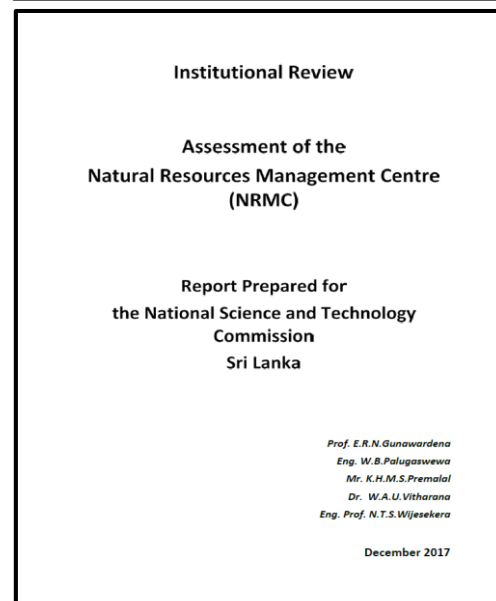 Institutional Review
Assessment of the
Natural Resources Management Centre
(NRMC)
Report Prepared for
the National Science and Technology
Commission
Sri Lanka
Prof. E.R.N.Gunawardena
Eng. W.B.Palugaswewa
Mr. K.H.M.S.Premalal
Dr. W.A.U.Vitharana
Eng. Prof. N.T.S.Wijesekera
December 2017